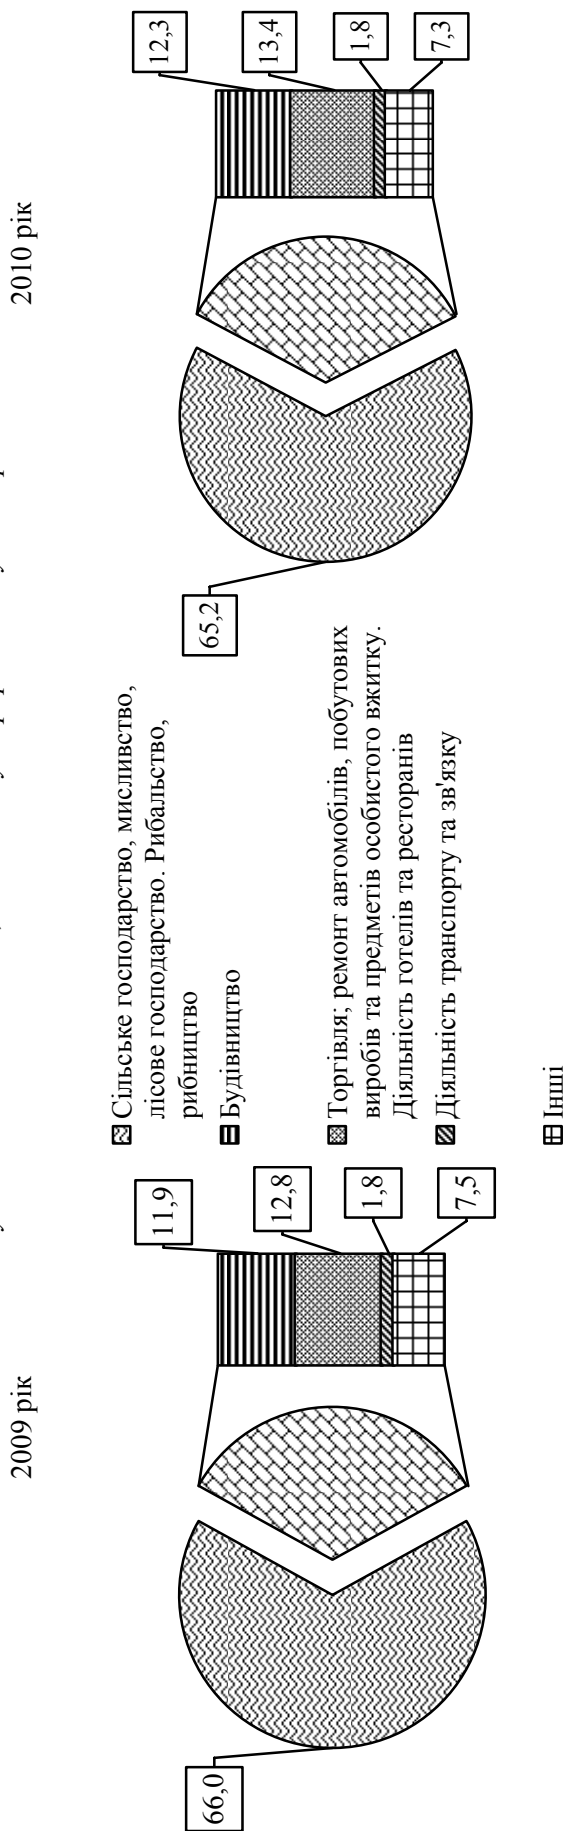 2009 рік
66,0
11,9
12,8
1,8
7,5
Сільське господарство, мисливство,
лісове господарство. Рибальство,
рибництво
Будівництво
Торгівля; ремонт автомобілів, побутових
виробів та предметів особистого вжитку.
Діяльність готелів та ресторанів
Діяльність транспорту та зв'язку
Інші
2010 рік
65,2
12,3
13,4
1,8
7,3